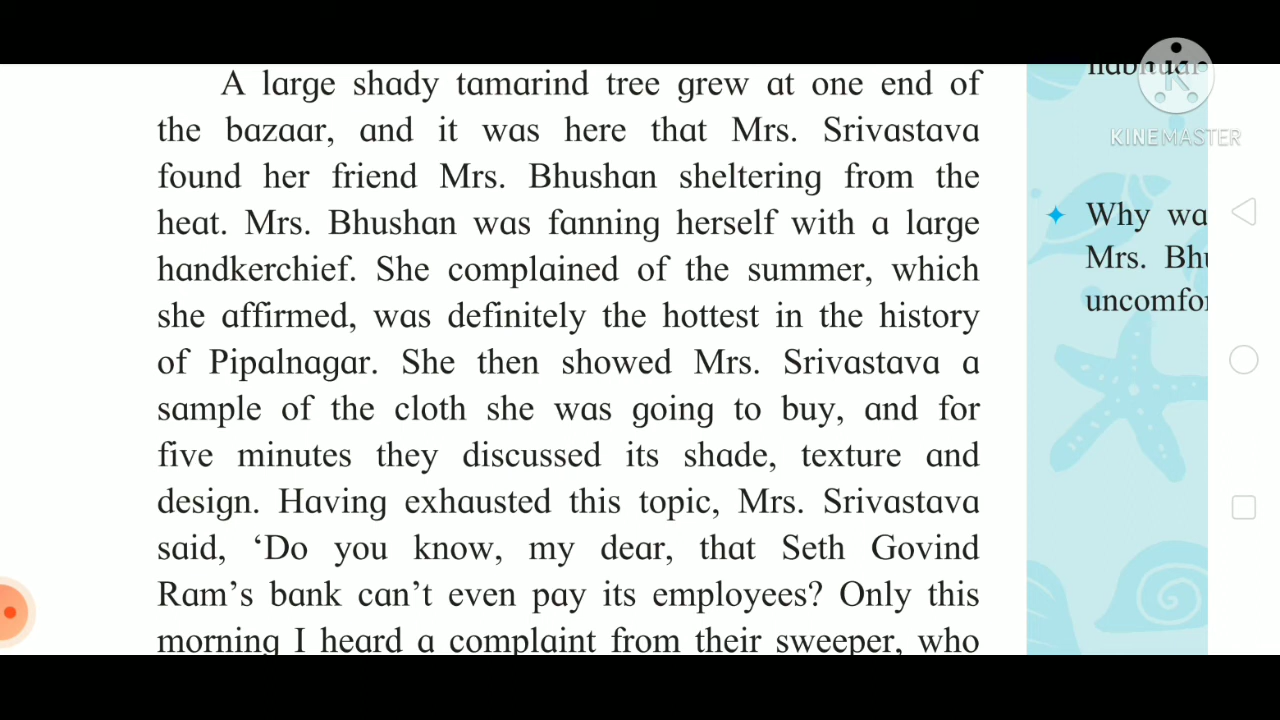 A large shady tamarind tree grew at one end of
the bazaar, and it was here that Mrs. Srivastava
found her friend Mrs. Bhushan sheltering from the
heat. Mrs. Bhushan was fanning herself with a large
handkerchief. She complained of the summer, which
she affirmed, was definitely the hottest in the history
of Pipalnagar. She then showed Mrs. Srivastava a
sample of the cloth she was going to buy, and for
five minutes they discussed its shade, texture and
design. Having exhausted this topic, Mrs. Srivastava
said, ‘Do you know, my dear, that Seth Govind
Ram’s bank can’t even pay its employees? Only this
morning I heard a complaint from their sweeper, who
K
KINEMASTER
Why wa
Mrs. Bhu
uncomfor